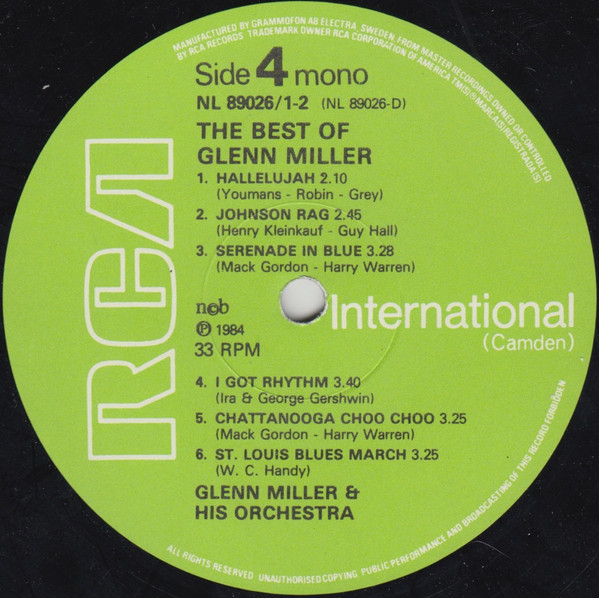 MANUFACTURED BY GRAMMOFON AB ELECTRA, SWEDEN, FROM MASTER RECORDINGS OWNED OR CONTROLLED
BY RCA RECORDS TRADEMARK OWNER RCA CORPORATION OF AMERICA TM(S) ® MARCA(S) REGISTRADA(S)
Side 4 mono
NL 89026/1-2 (NL 89026-D)
THE BEST OF
GLENN MILLER
1. HALLELUJAH 2.10
(Youmans - Robin - Grey)
2. JOHNSON RAG 2.45
(Henry Kleinkauf - Guy Hall)
3. SERENADE IN BLUE 3.28
(Mack Gordon - Harry Warren)
RCA
n©b
℗ 1984
33 RPM
International
(Camden)
4. I GOT RHYTHM 3.40
(Ira & George Gershwin)
5. CHATTANOOGA CHOO CHOO 3.25
(Mack Gordon - Harry Warren)
6. ST. LOUIS BLUES MARCH 3.25
(W. C. Handy)
GLENN MILLER &
HIS ORCHESTRA
ALL RIGHTS RESERVED UNAUTHORISED COPYING PUBLIC PERFORMANCE AND BROADCASTING OF THIS RECORD FORBIDDEN